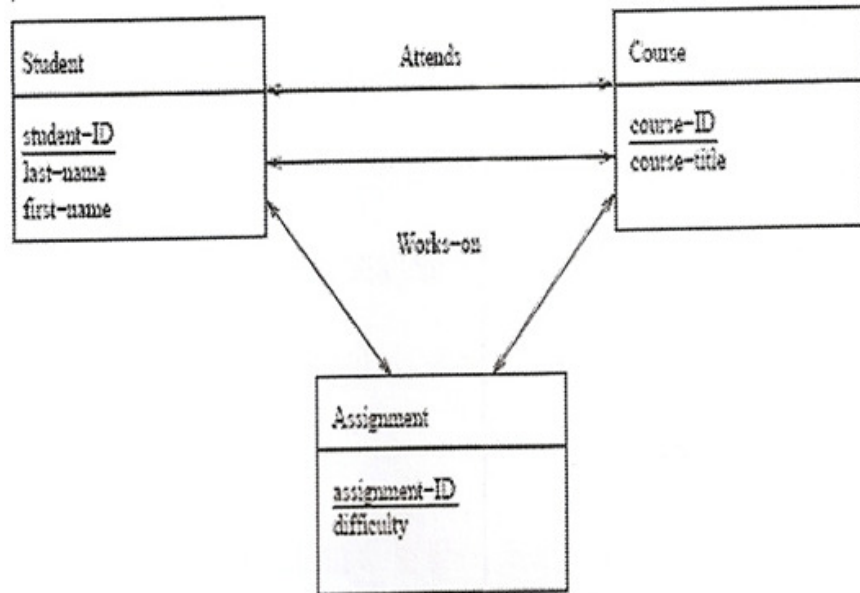 Student
student-ID
last-name
first-name
Attends
Course
course-ID
course-title
Works-on
Assignment
assignment-ID
difficulty